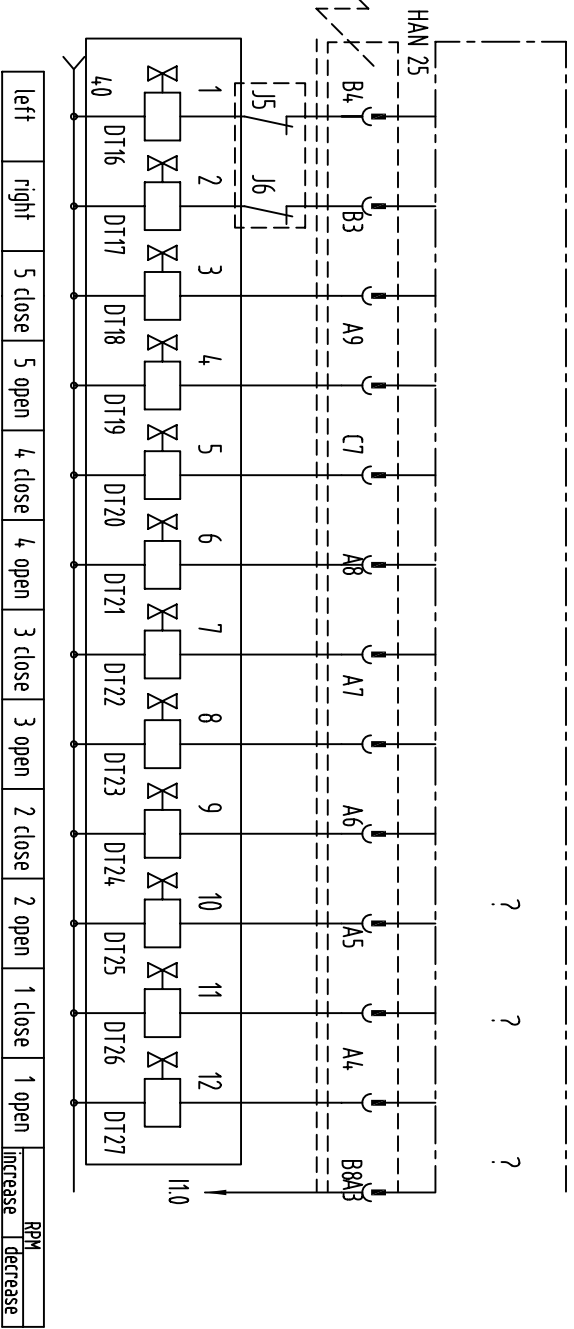 HAN 25
B4
B3
A9
C7
A8
A7
A6
A5
A4
B8
A3
?
?
?
J5
J6
1
2
3
4
5
6
7
8
9
10
11
12
I1.0
40
DT16
DT17
DT18
DT19
DT20
DT21
DT22
DT23
DT24
DT25
DT26
DT27
left
right
5 close
5 open
4 close
4 open
3 close
3 open
2 close
2 open
1 close
1 open
RPM
increase
decrease